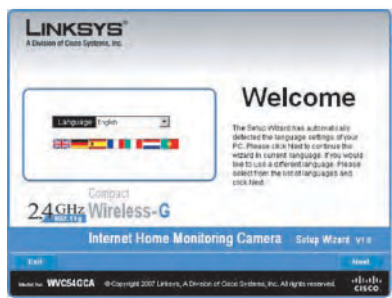 LINKSYS®
A Division of Cisco Systems, Inc.
Welcome
Language English
The Setup Wizard has automatically
detected the language settings of your
PC. Please click Next to continue the
wizard in current language. If you would
like to use a different language. Please
select from the list of languages and
click Next.
Compact
2.4GHz Wireless-G
802.11g
Internet Home Monitoring Camera Setup Wizard V1.0
Exit
Next
Model No. WVC54GCA © Copyright 2007 Linksys, A Division of Cisco Systems, Inc. All rights reserved.
CISCO